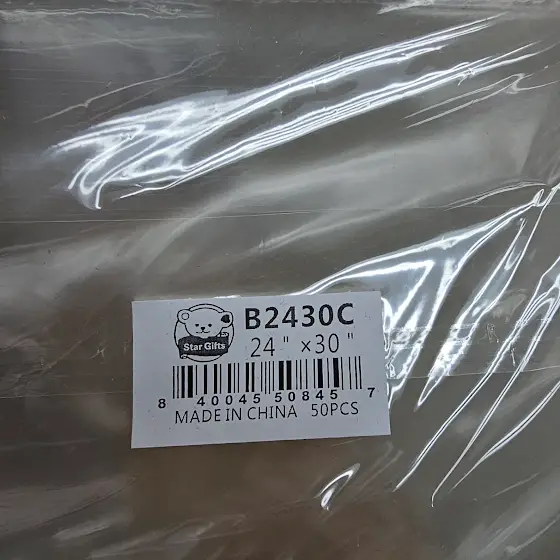 Star Gifts
B2430C
24" ×30"
8 40045 50845 7
MADE IN CHINA 50PCS